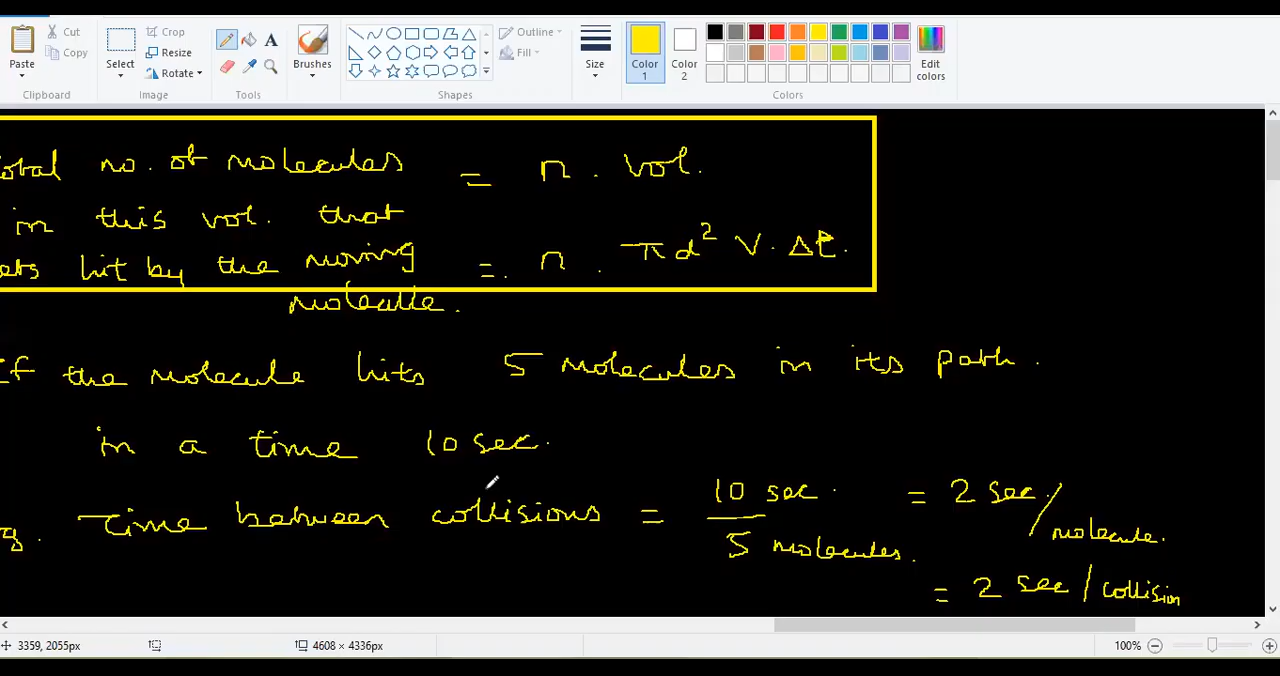 Cut
Copy
Paste
Clipboard
Select
Crop
Resize
Rotate
Image
A
Tools
Brushes
Shapes
Outline
Fill
Size
Color 1
Color 2
Edit colors
Colors
otal no. of molecules = n . vol.
in this vol. that
ets hit by the moving = n . πd² V. Δt.
molecule.
If the molecule hits 5 molecules in its path.
in a time 10 sec.
g. Time between collisions = 10 sec. / 5 molecules. = 2 sec./molecule.
= 2 sec/collision
3359, 2055px
4608 × 4336px
100%